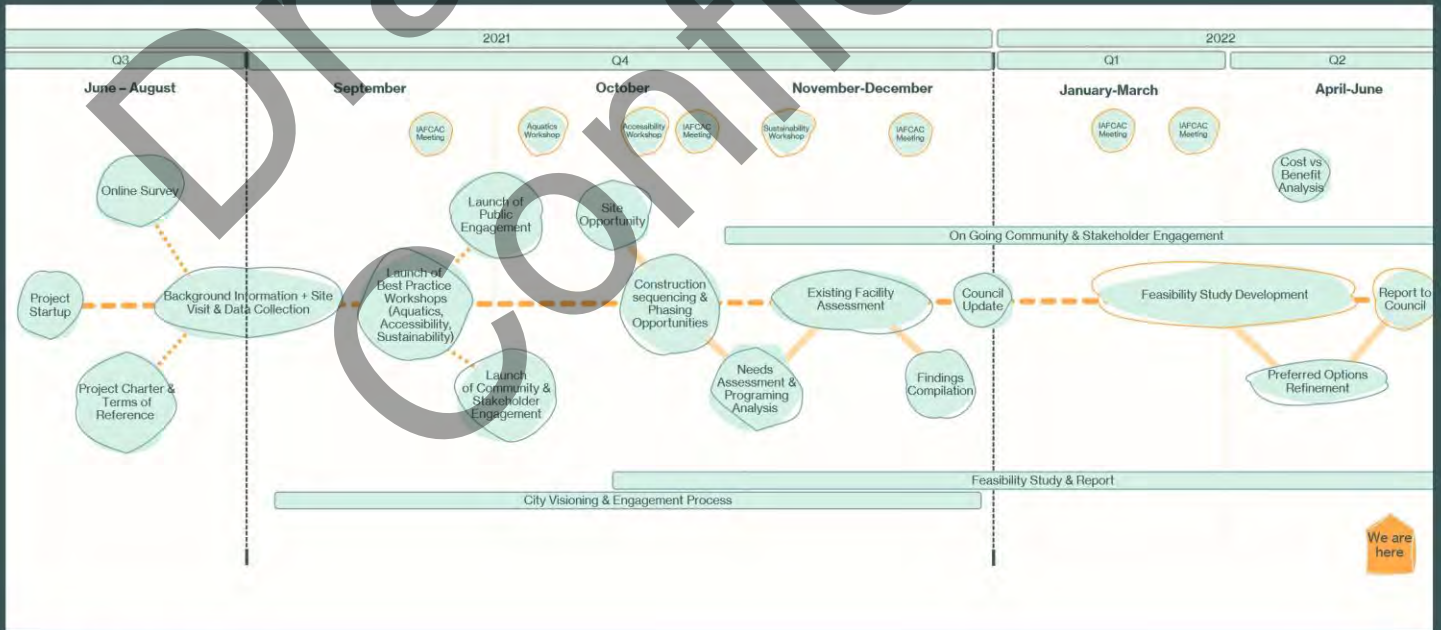 2021
2022
Q3
Q4
Q1
Q2
June – August
September
October
November-December
January-March
April-June
IAFCAC
Meeting
Aquatics
Workshop
Accessibility
Workshop
IAFCAC
Meeting
Sustainability
Workshop
IAFCAC
Meeting
IAFCAC
Meeting
IAFCAC
Meeting
Online Survey
Launch of
Public
Engagement
Site
Opportunity
Cost vs
Benefit
Analysis
On Going Community & Stakeholder Engagement
Project
Startup
Background Information + Site
Visit & Data Collection
Launch of
Best Practice
Workshops
(Aquatics,
Accessibility,
Sustainability)
Construction
sequencing &
Phasing
Opportunities
Existing Facility
Assessment
Council
Update
Feasibility Study Development
Report to
Council
Project Charter &
Terms of
Reference
Launch
of Community &
Stakeholder
Engagement
Needs
Assessment &
Programing
Analysis
Findings
Compilation
Preferred Options
Refinement
Feasibility Study & Report
City Visioning & Engagement Process
We are
here